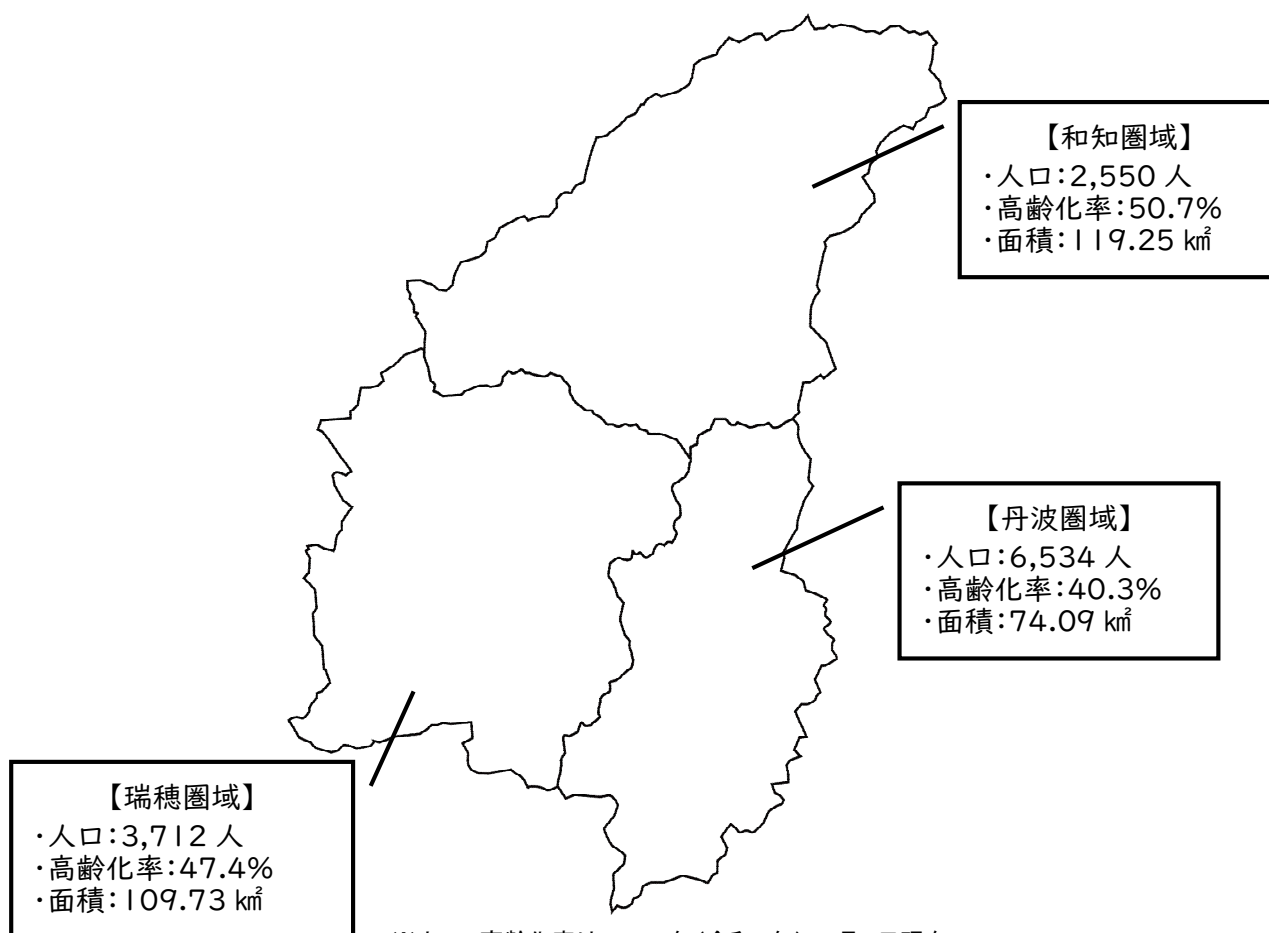 【和知圏域】
・人口:2,550 人
・高齢化率:50.7%
・面積:119.25 ㎢
【丹波圏域】
・人口:6,534 人
・高齢化率:40.3%
・面積:74.09 ㎢
【瑞穂圏域】
・人口:3,712 人
・高齢化率:47.4%
・面積:109.73 ㎢